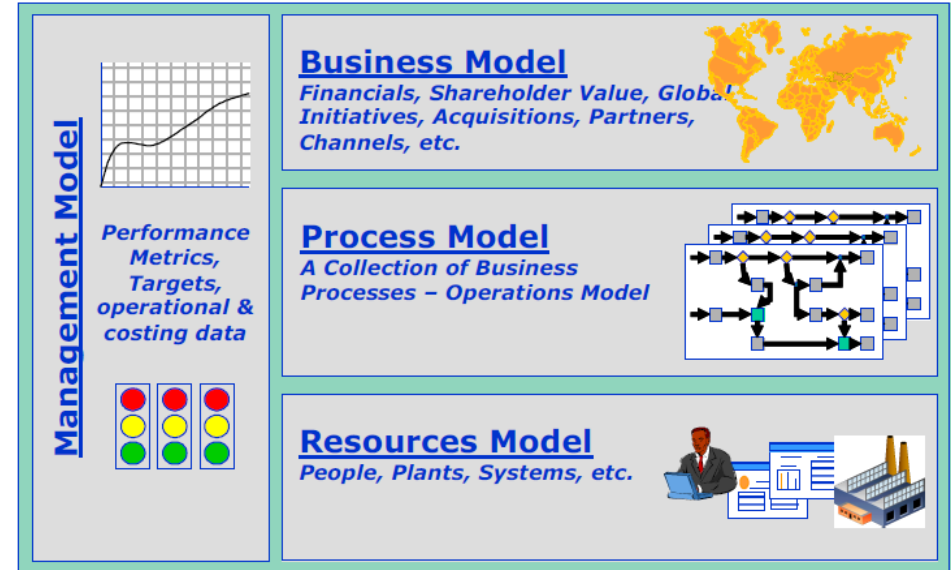 Management Model
Performance
Metrics,
Targets,
operational &
costing data
Business Model
Financials, Shareholder Value, Global
Initiatives, Acquisitions, Partners,
Channels, etc.
Process Model
A Collection of Business
Processes – Operations Model
Resources Model
People, Plants, Systems, etc.